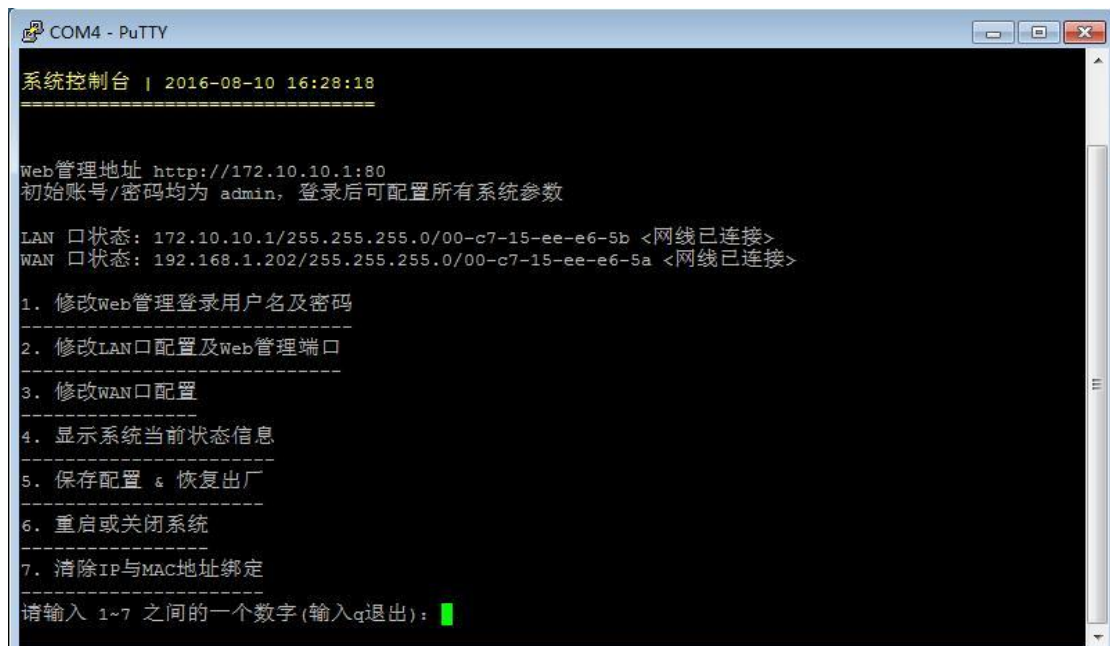 COM4 - PuTTY
系统控制台 | 2016-08-10 16:28:18
================================
Web管理地址 http://172.10.10.1:80
初始账号/密码均为 admin, 登录后可配置所有系统参数
LAN 口状态: 172.10.10.1/255.255.255.0/00-c7-15-ee-e6-5b <网线已连接>
WAN 口状态: 192.168.1.202/255.255.255.0/00-c7-15-ee-e6-5a <网线已连接>
1. 修改Web管理登录用户名及密码
------------------------------
2. 修改LAN口配置及Web管理端口
-----------------------------
3. 修改WAN口配置
----------------
4. 显示系统当前状态信息
-----------------------
5. 保存配置 & 恢复出厂
----------------------
6. 重启或关闭系统
-----------------
7. 清除IP与MAC地址绑定
----------------------
请输入 1~7 之间的一个数字(输入q退出):